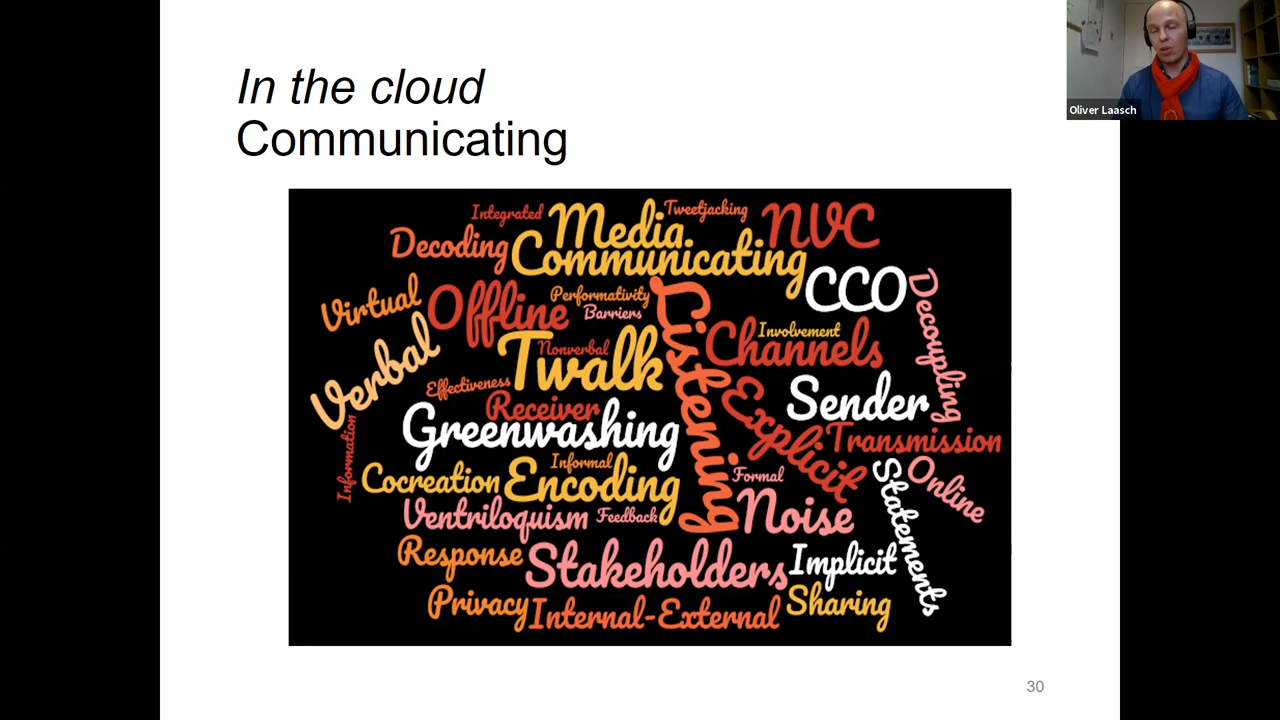 In the cloud
Communicating
Oliver Laasch
Integrated
Media
Tweetjacking
NVC
Decoding
Communicating
CCO
Decoupling
Virtual
Offline
Performativity
Barriers
Listening
Involvement
Channels
Verbal
Nonverbal
Twalk
Effectiveness
Receiver
Explicit
Sender
Greenwashing
Transmission
Information
Informal
Cocreation
Encoding
Formal
Statements
Online
Ventriloquism
Feedback
Noise
Response
Stakeholders
Implicit
Privacy
Internal-External
Sharing
30